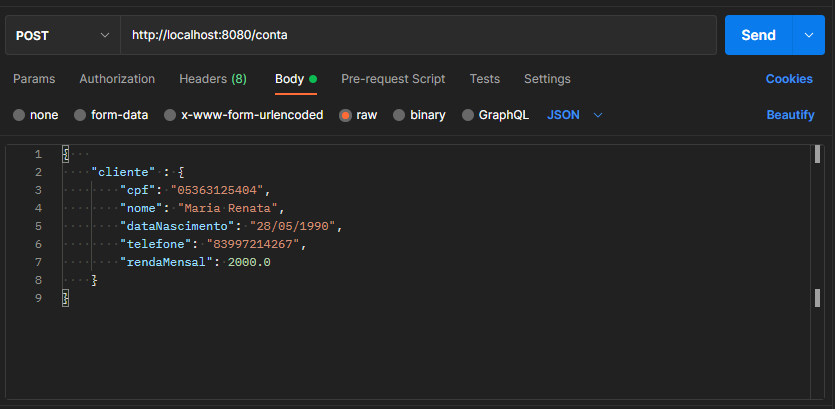 POST http://localhost:8080/conta Send
Params Authorization Headers (8) Body Pre-request Script Tests Settings Cookies
none form-data x-www-form-urlencoded raw binary GraphQL JSON Beautify
1 {
2 "cliente" : {
3 "cpf": "05363125404",
4 "nome": "Maria Renata",
5 "dataNascimento": "28/05/1990",
6 "telefone": "83997214267",
7 "rendaMensal": 2000.0
8 }
9 }